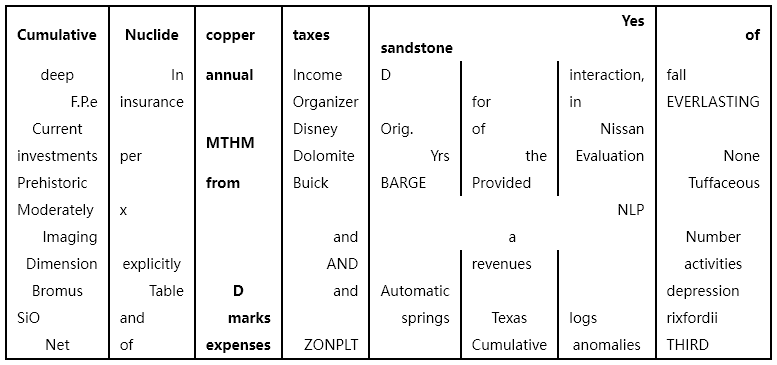 Cumulative Nuclide copper taxes Yes sandstone of
deep In annual Income D interaction, fall
F.P.e insurance Organizer for in EVERLASTING
Current MTHM Disney Orig. of Nissan
investments per Dolomite Yrs the Evaluation None
Prehistoric from Buick BARGE Provided Tuffaceous
Moderately x NLP
Imaging and a Number
Dimension explicitly AND revenues activities
Bromus Table D and Automatic depression
SiO and marks springs Texas logs rixfordii
Net of expenses ZONPLT Cumulative anomalies THIRD